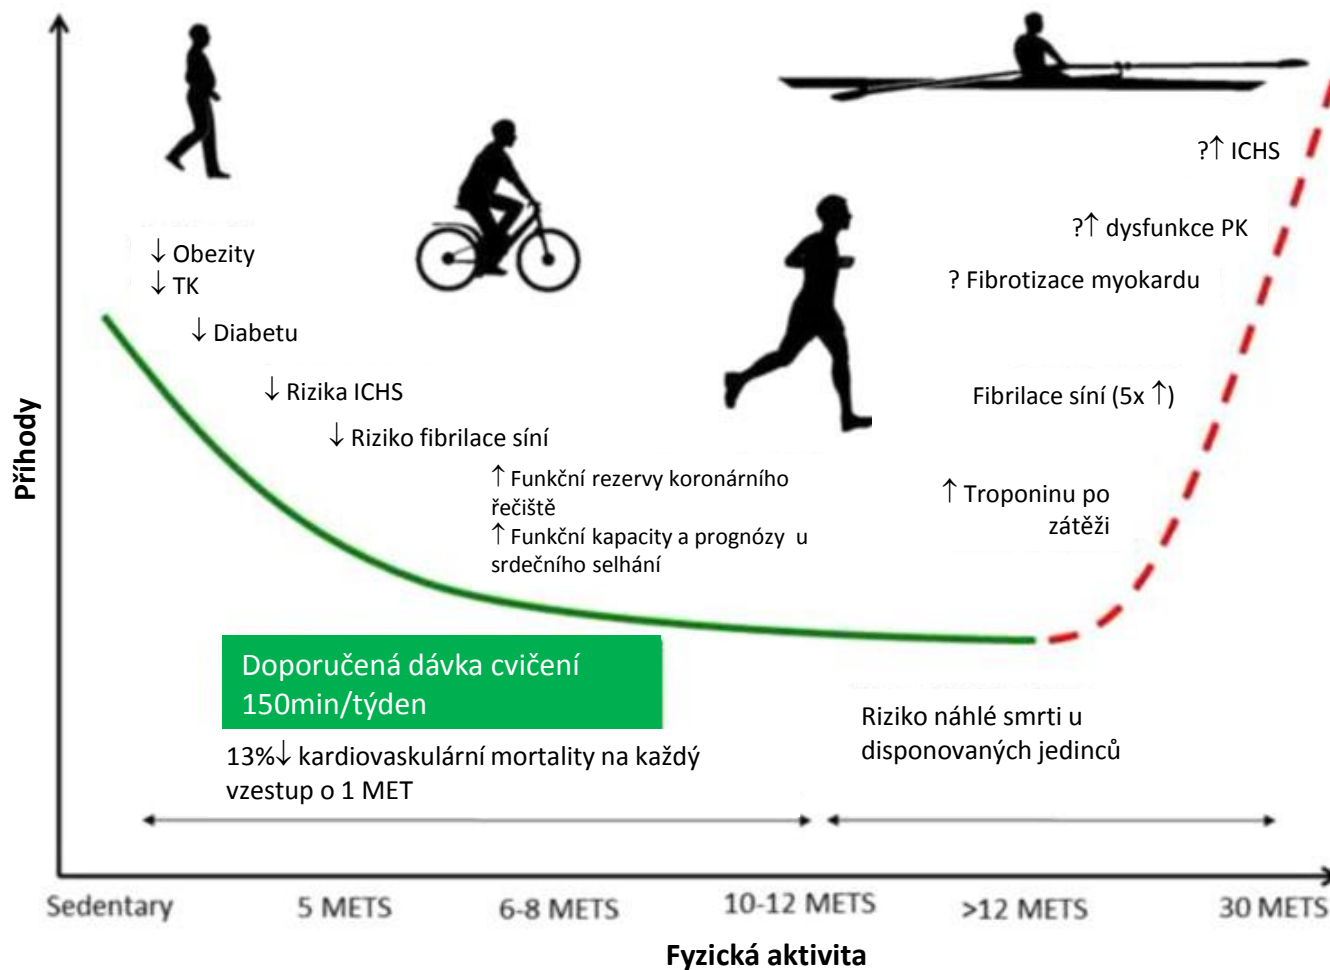 ?↑ ICHS
?↑ dysfunkce PK
? Fibrotizace myokardu
↓ Obezity
↓ TK
↓ Diabetu
↓ Rizika ICHS
↓ Riziko fibrilace síní
↑ Funkční rezervy koronárního
řečiště
↑ Funkční kapacity a prognózy u
srdečního selhání
Fibrilace síní (5x ↑)
↑ Troponinu po
zátěži
Příhody
Doporučená dávka cvičení
150min/týden
13%↓ kardiovaskulární mortality na každý
vzestup o 1 MET
Riziko náhlé smrti u
disponovaných jedinců
Sedentary
5 METS
6-8 METS
10-12 METS
>12 METS
30 METS
Fyzická aktivita